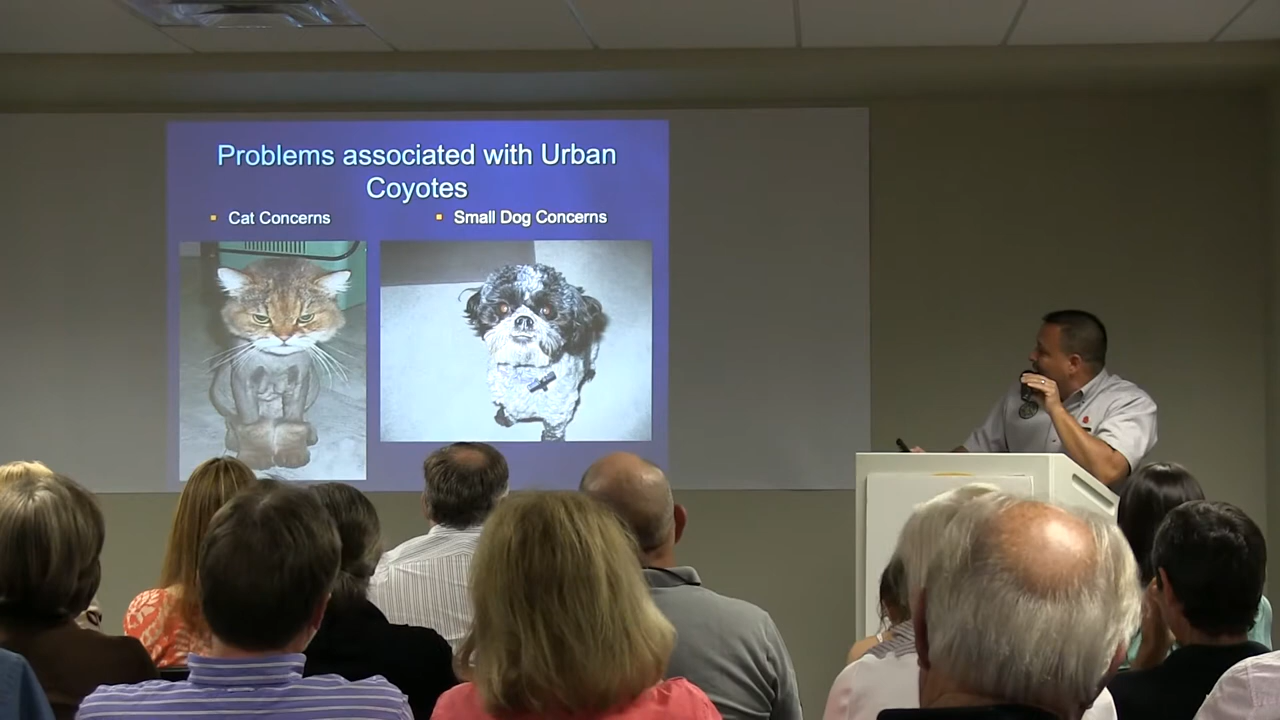 Problems associated with Urban
Coyotes
▪ Cat Concerns
▪ Small Dog Concerns